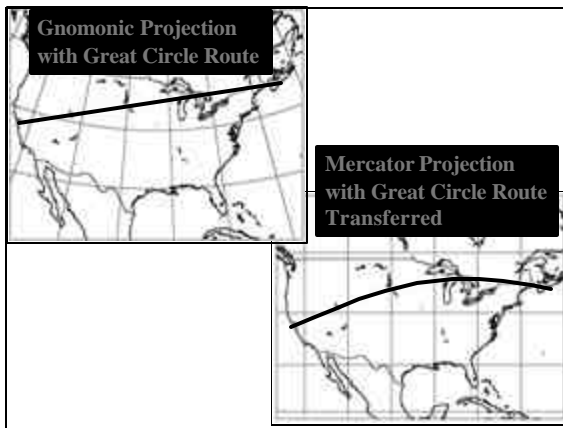 Gnomonic Projection
with Great Circle Route
Mercator Projection
with Great Circle Route
Transferred